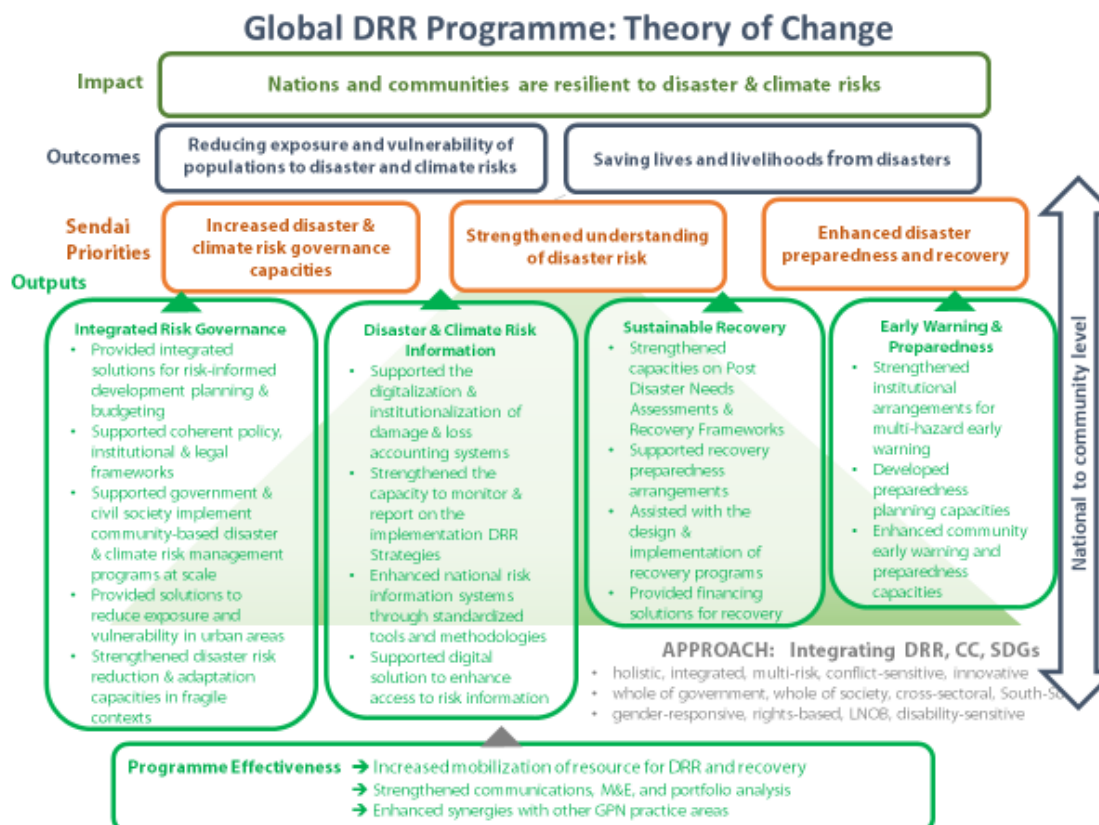 Global DRR Programme: Theory of Change
Impact
Nations and communities are resilient to disaster & climate risks
Outcomes
Reducing exposure and vulnerability of
populations to disaster and climate risks
Saving lives and livelihoods from disasters
Sendai
Priorities
Increased disaster &
climate risk governance
capacities
Strengthened understanding
of disaster risk
Enhanced disaster
preparedness and recovery
Outputs
Integrated Risk Governance
• Provided integrated
solutions for risk-informed
development planning &
budgeting
• Supported coherent policy,
institutional & legal
frameworks
• Supported government &
civil society implement
community-based disaster
& climate risk management
programs at scale
• Provided solutions to
reduce exposure and
vulnerability in urban areas
• Strengthened disaster risk
reduction & adaptation
capacities in fragile
contexts
Disaster & Climate Risk
Information
• Supported the
digitalization &
institutionalization of
damage & loss
accounting systems
• Strengthened the
capacity to monitor &
report on the
implementation DRR
Strategies
• Enhanced national risk
information systems
through standardized
tools and methodologies
• Supported digital
solution to enhance
access to risk information
Sustainable Recovery
• Strengthened
capacities on Post
Disaster Needs
Assessments &
Recovery Frameworks
• Supported recovery
preparedness
arrangements
• Assisted with the
design &
implementation of
recovery programs
• Provided financing
solutions for recovery
Early Warning &
Preparedness
• Strengthened
institutional
arrangements for
multi-hazard early
warning
• Developed
preparedness
planning capacities
• Enhanced community
early warning and
preparedness
capacities
National to community level
APPROACH: Integrating DRR, CC, SDGs
• holistic, integrated, multi-risk, conflict-sensitive, innovative
• whole of government, whole of society, cross-sectoral, South-So
• gender-responsive, rights-based, LNOB, disability-sensitive
Programme Effectiveness ➔ Increased mobilization of resource for DRR and recovery
➔ Strengthened communications, M&E, and portfolio analysis
➔ Enhanced synergies with other GPN practice areas